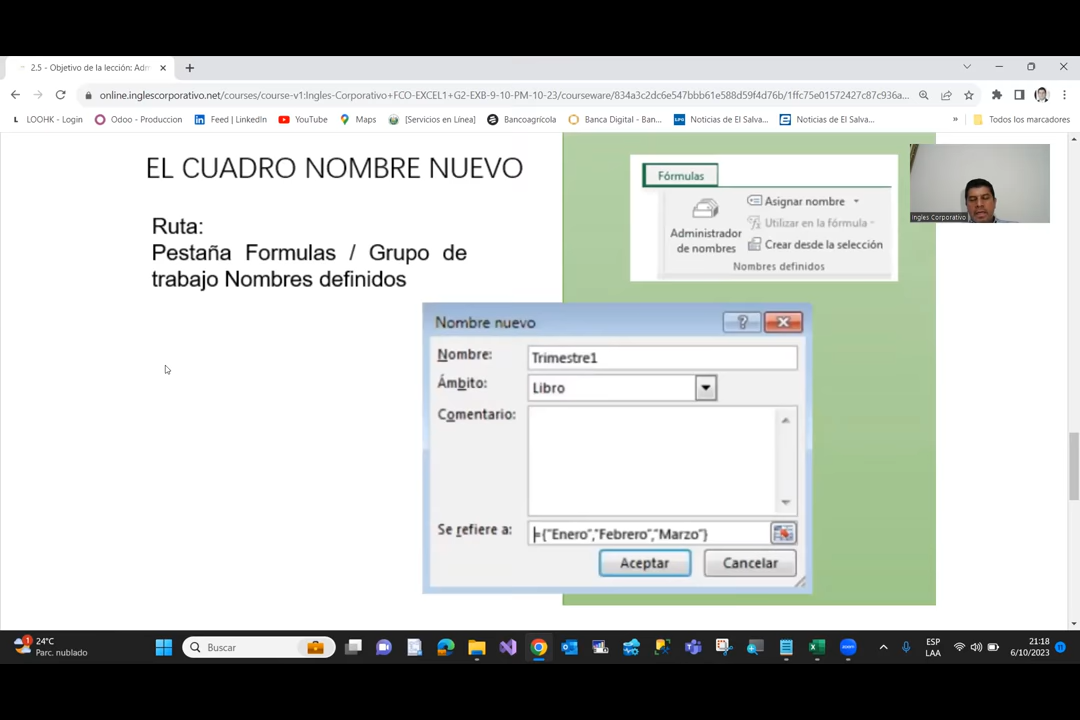 2.5 - Objetivo de la lección: Adm
online.inglescorporativo.net/courses/course-v1:Ingles-Corporativo+FCO-EXCEL1+G2-EXB-9-10-PM-10-23/courseware/834a3c2dc6e547bbb61e588d59f4d76b/1ffc75e01572427c87c936a...
LOOHK - Login
Odoo - Produccion
Feed | LinkedIn
YouTube
Maps
[Servicios en Línea]
Bancoagrícola
Banca Digital - Ban...
Noticias de El Salva...
Noticias de El Salva...
»
Todos los marcadores
EL CUADRO NOMBRE NUEVO
Ruta:
Pestaña Formulas / Grupo de
trabajo Nombres definidos
Fórmulas
Administrador
de nombres
Asignar nombre
Utilizar en la fórmula
Crear desde la selección
Nombres definidos
Ingles Corporativo
Nombre nuevo
Nombre:
Trimestre1
Ámbito:
Libro
Comentario:
Se refiere a:
={"Enero","Febrero","Marzo"}
Aceptar
Cancelar
1
24°C
Parc. nublado
Buscar
ESP
LAA
21:18
6/10/2023